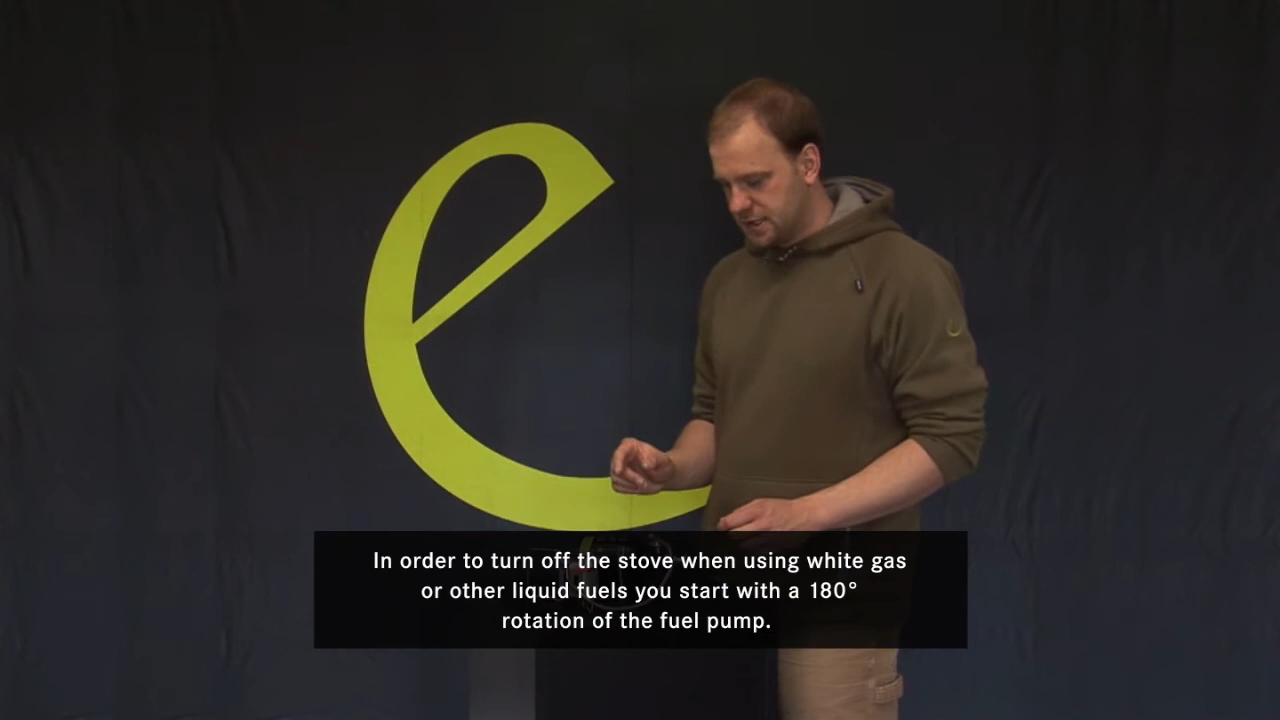 e
In order to turn off the stove when using white gas
or other liquid fuels you start with a 180°
rotation of the fuel pump.